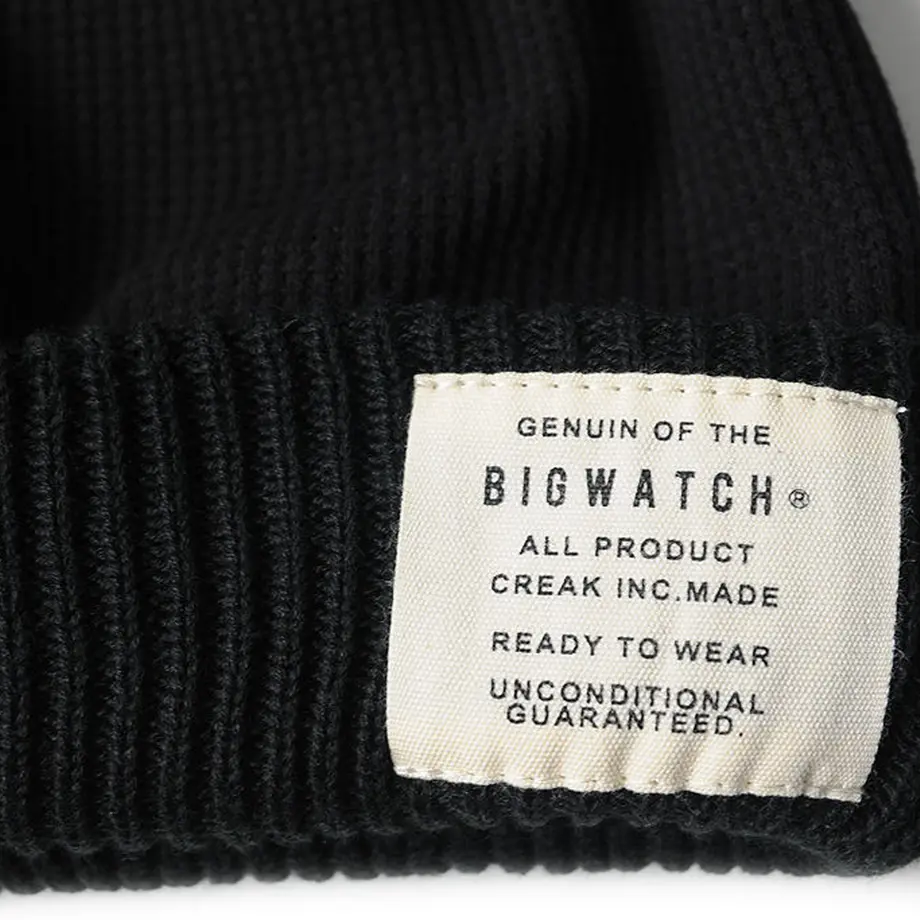 GENUIN OF THE
BIGWATCH®
ALL PRODUCT
CREAK INC.MADE
READY TO WEAR
UNCONDITIONAL
GUARANTEED.